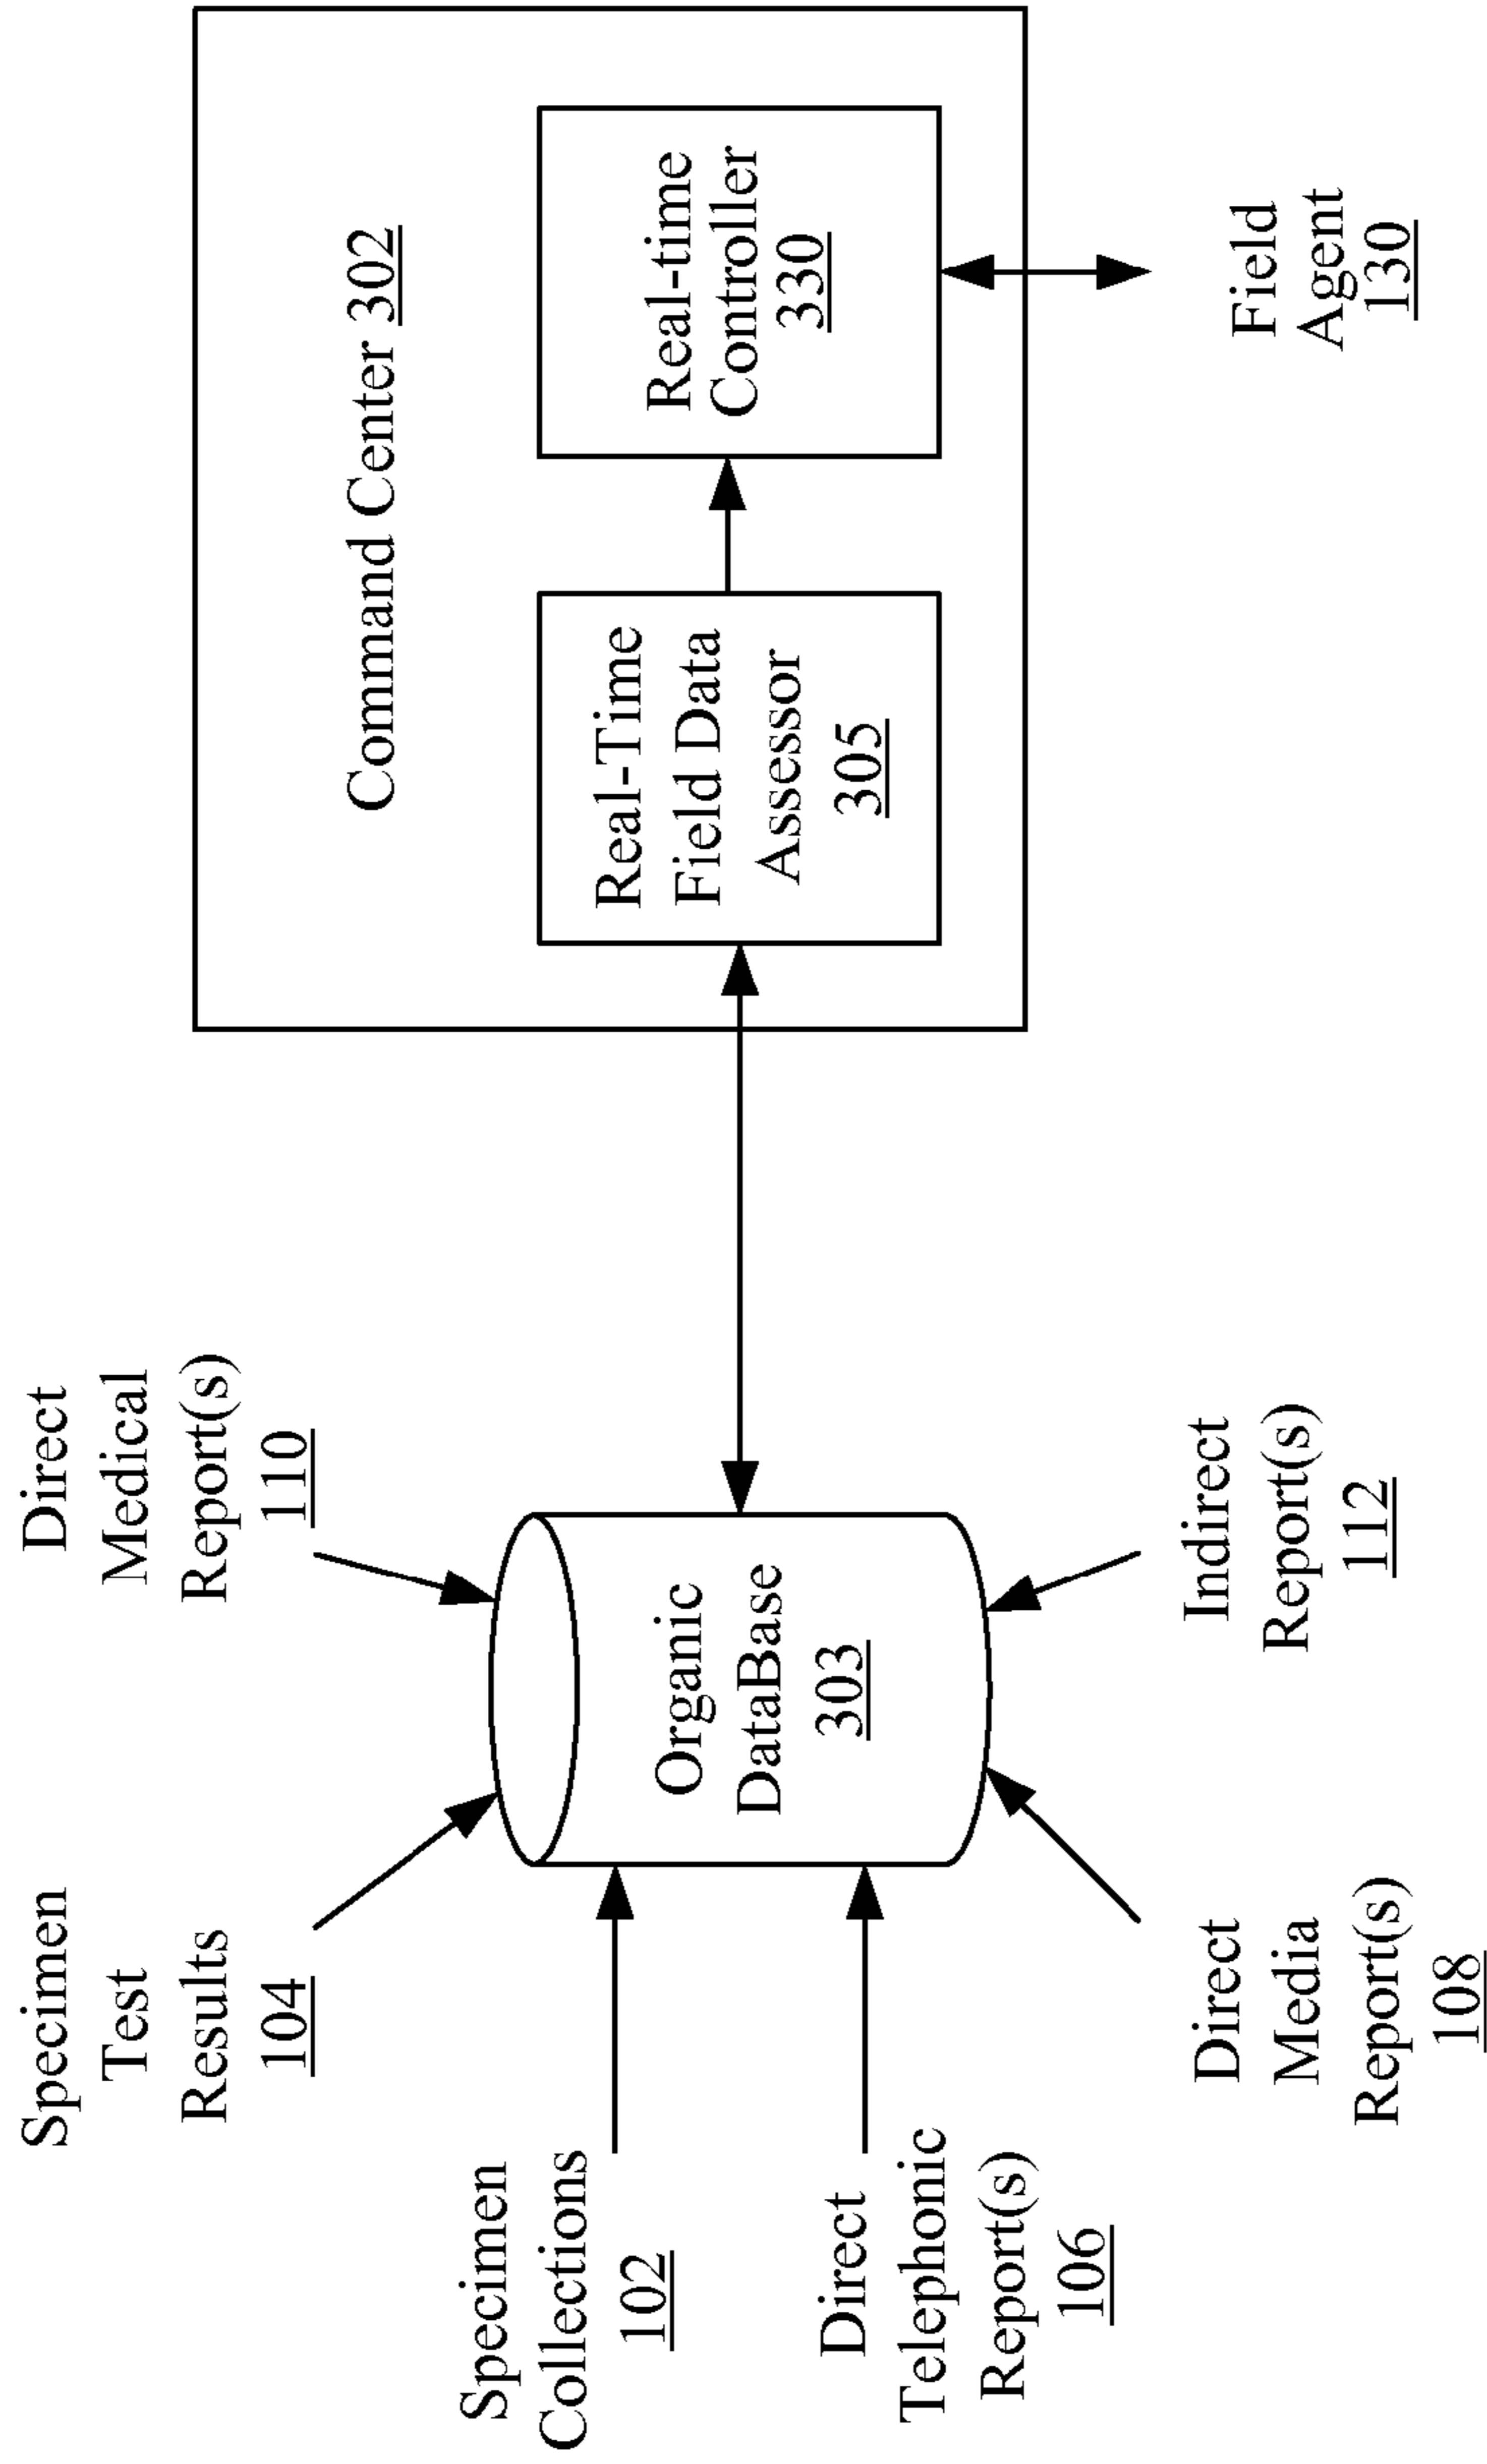 Specimen
Test
Results
104
Direct
Medical
Report(s)
110
Command Center 302
Specimen
Collections
102
Direct
Telephonic
Report(s)
106
Organic
DataBase
303
Real-Time
Field Data
Assessor
305
Real-time
Controller
330
Direct
Media
Report(s)
108
Indirect
Report(s)
112
Field
Agent
130